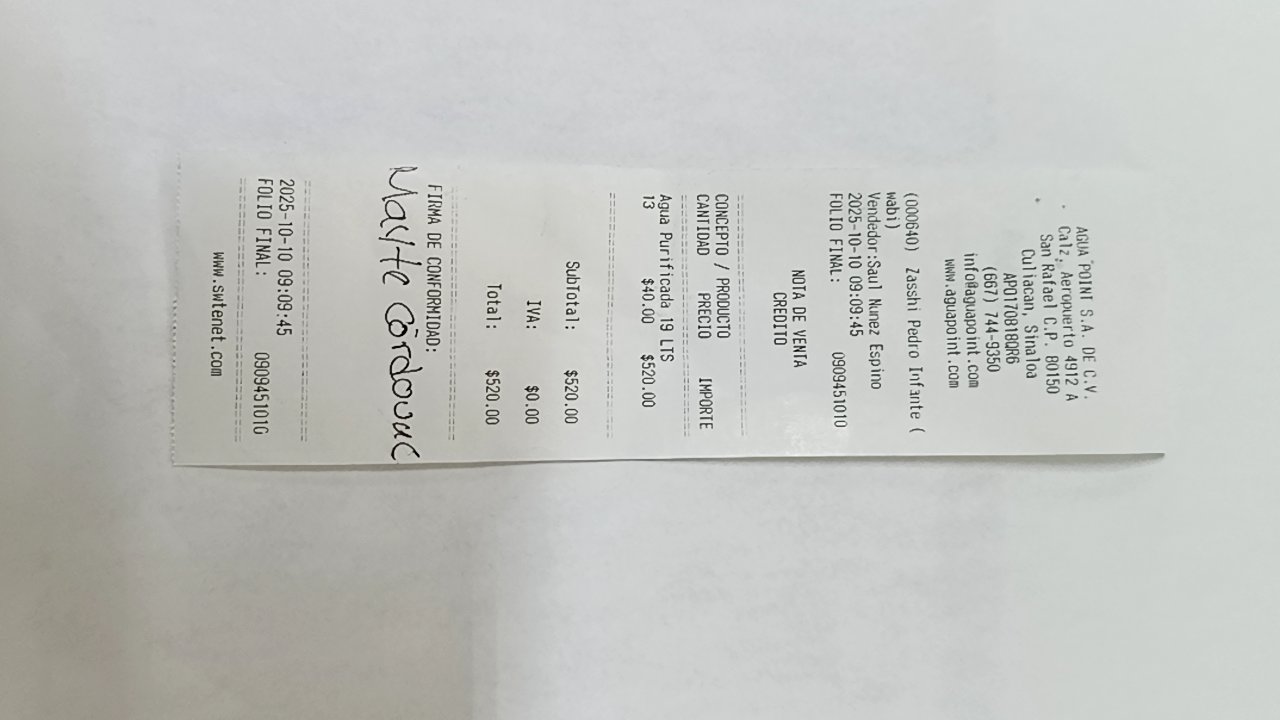 AGUA POINT S.A. DE C.V.
Calz. Aeropuerto 4912 A
San Rafael C.P. 80150
Culiacan, Sinaloa
APO170818QR6
(667) 744-9350
info@aguapoint.com
www.aguapoint.com
(000640) Zasshi Pedro Infante (
wabi)
Vendedor:Saul Nunez Espino
2025-10-10 09:09:45
FOLIO FINAL: 0909451010
NOTA DE VENTA
CREDITO
CONCEPTO / PRODUCTO
CANTIDAD PRECIO IMPORTE
Agua Purificada 19 LTS
13 $40.00 $520.00
SubTotal: $520.00
IVA: $0.00
Total: $520.00
FIRMA DE CONFORMIDAD:
Mayte Córdova C
2025-10-10 09:09:45
FOLIO FINAL: 0909451010
www.swtenet.com